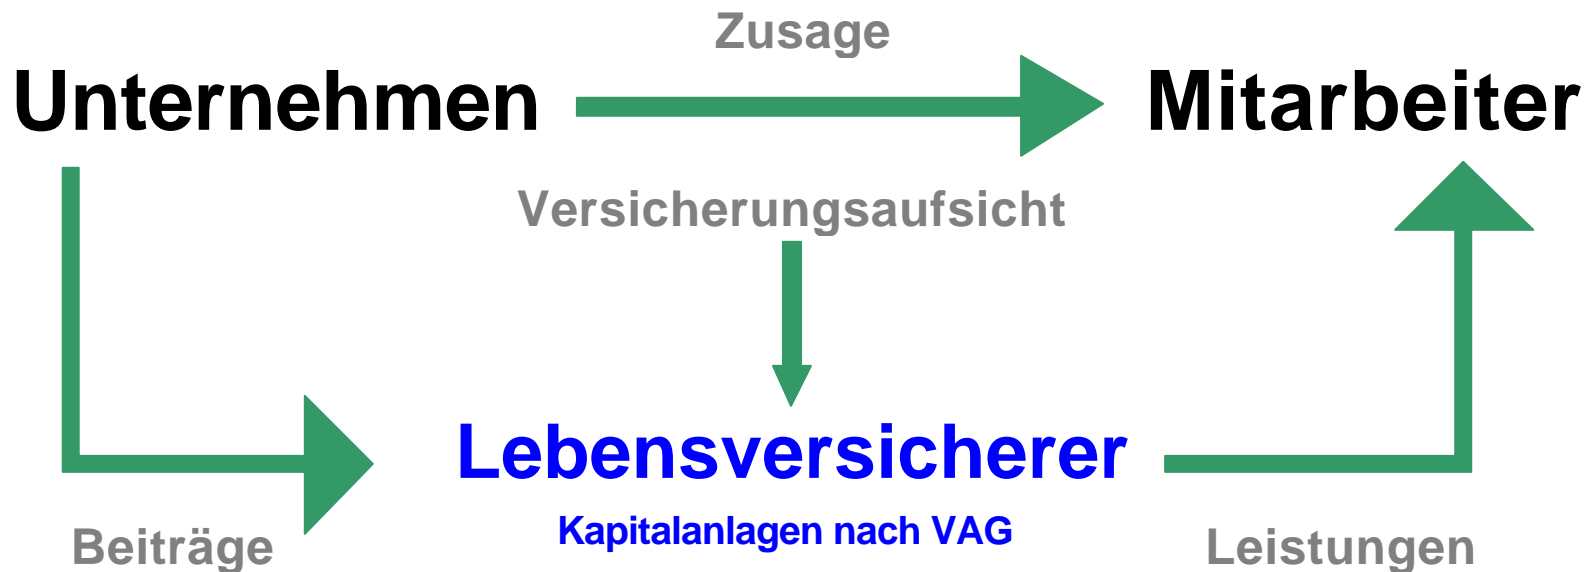 Zusage
Unternehmen Mitarbeiter
Versicherungsaufsicht
Lebensversicherer
Kapitalanlagen nach VAG
Beiträge Leistungen